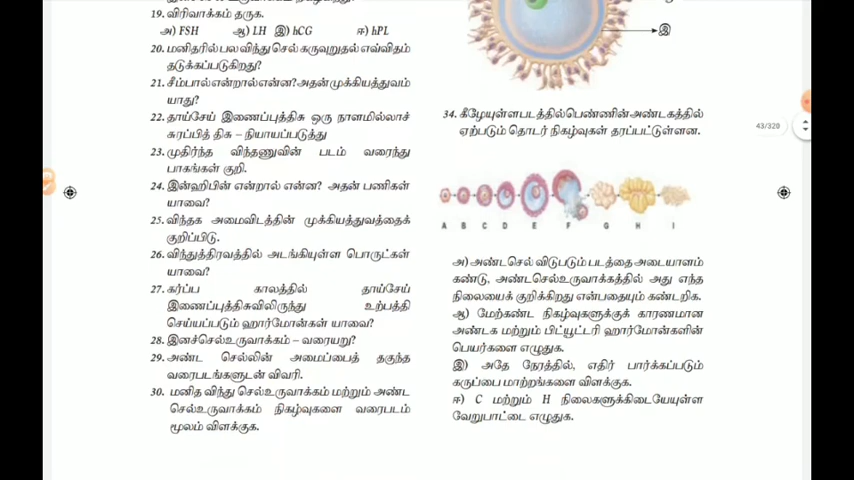 19. விரிவாக்கம் தருக.
அ) FSH ஆ) LH இ) hCG ஈ) hPL
20. மனிதரில் பல விந்து செல் கருவுறுதல் எவ்விதம்
தடுக்கப்படுகிறது?
21. சீம்பால் என்றால் என்ன? அதன் முக்கியத்துவம்
யாது?
22. தாய்சேய் இணைப்புத்திசு ஒரு நாளமில்லாச்
சுரப்பித் திசு – நியாயப்படுத்து
23. முதிர்ந்த விந்தணுவின் படம் வரைந்து
பாகங்கள் குறி.
24. இன்ஹிபின் என்றால் என்ன? அதன் பணிகள்
யாவை?
25. விந்தக அமைவிடத்தின் முக்கியத்துவத்தைக்
குறிப்பிடு.
26. விந்துத்திரவத்தில் அடங்கியுள்ள பொருட்கள்
யாவை?
27. கர்ப்ப காலத்தில் தாய்சேய்
இணைப்புத்திசுவிலிருந்து உற்பத்தி
செய்யப்படும் ஹார்மோன்கள் யாவை?
28. இனச்செல்உருவாக்கம் – வரையறு?
29. அண்ட செல்லின் அமைப்பைத் தகுந்த
வரைபடங்களுடன் விவரி.
30. மனித விந்து செல்உருவாக்கம் மற்றும் அண்ட
செல்உருவாக்கம் நிகழ்வுகளை வரைபடம்
மூலம் விளக்குக.
இ
34. கீழேயுள்ள படத்தில் பெண்ணின் அண்டகத்தில்
ஏற்படும் தொடர் நிகழ்வுகள் தரப்பட்டுள்ளன.
A B C D E F G H I
அ) அண்டசெல் விடுபடும் படத்தை அடையாளம்
கண்டு. அண்டசெல்உருவாக்கத்தில் அது எந்த
நிலையைக் குறிக்கிறது என்பதையும் கண்டறிக.
ஆ) மேற்கண்ட நிகழ்வுகளுக்குக் காரணமான
அண்டக மற்றும் பிட்யூட்டரி ஹார்மோன்களின்
பெயர்களை எழுதுக.
இ) அதே நேரத்தில், எதிர் பார்க்கப்படும்
கருப்பை மாற்றங்களை விளக்குக.
ஈ) C மற்றும் H நிலைகளுக்கிடையேயுள்ள
வேறுபாட்டை எழுதுக.
43/320